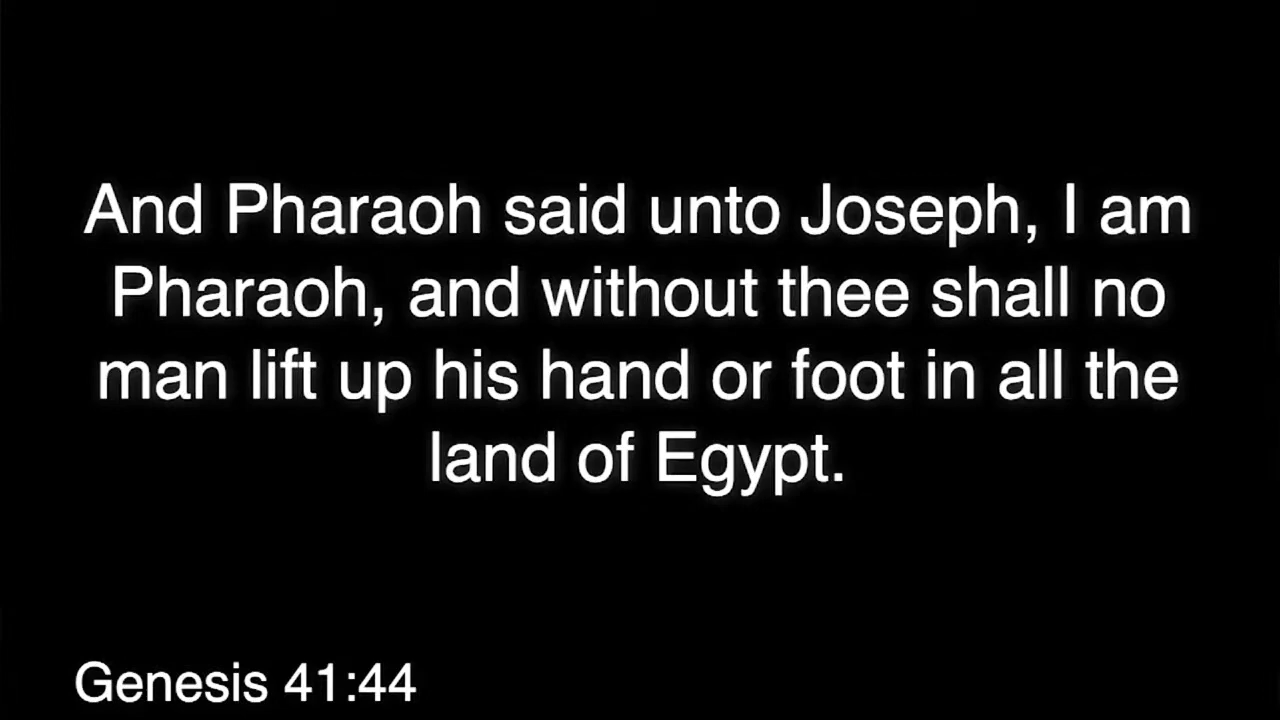 And Pharaoh said unto Joseph, I am
Pharaoh, and without thee shall no
man lift up his hand or foot in all the
land of Egypt.
Genesis 41:44